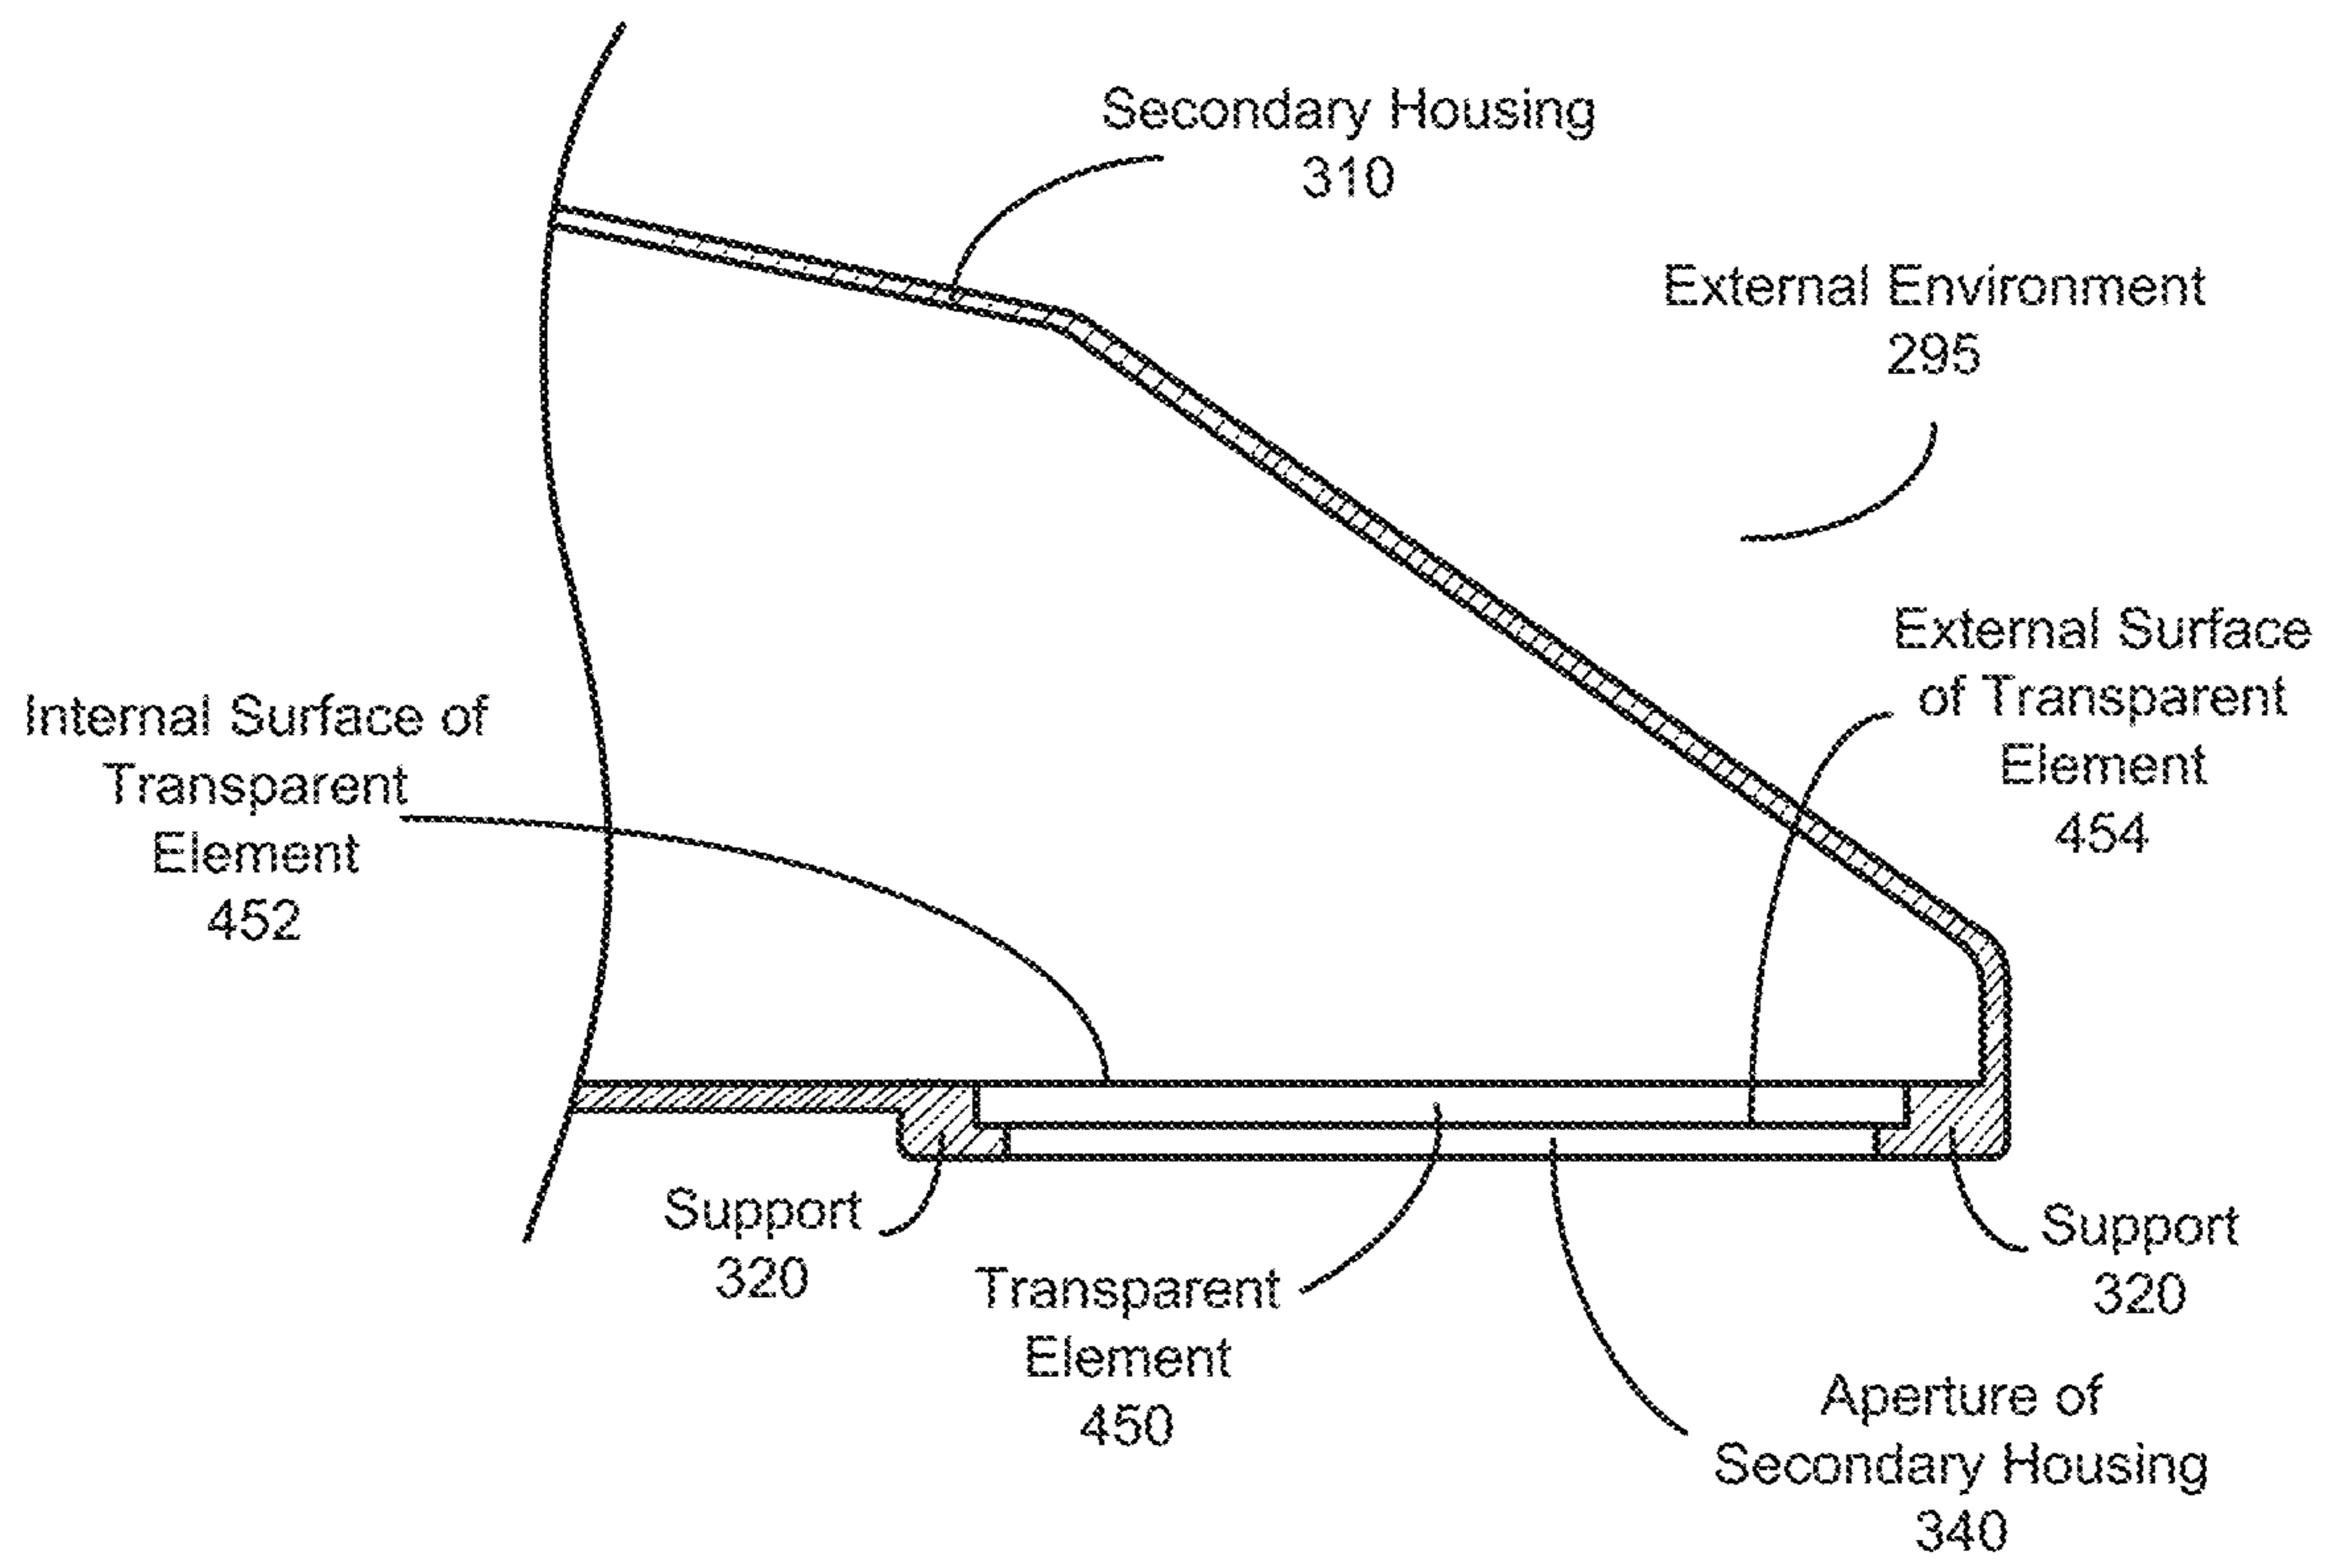 Secondary Housing
310
External Environment
295
External Surface
of Transparent
Element
454
Internal Surface of
Transparent
Element
452
Support
320
Transparent
Element
450
Support
320
Aperture of
Secondary Housing
340